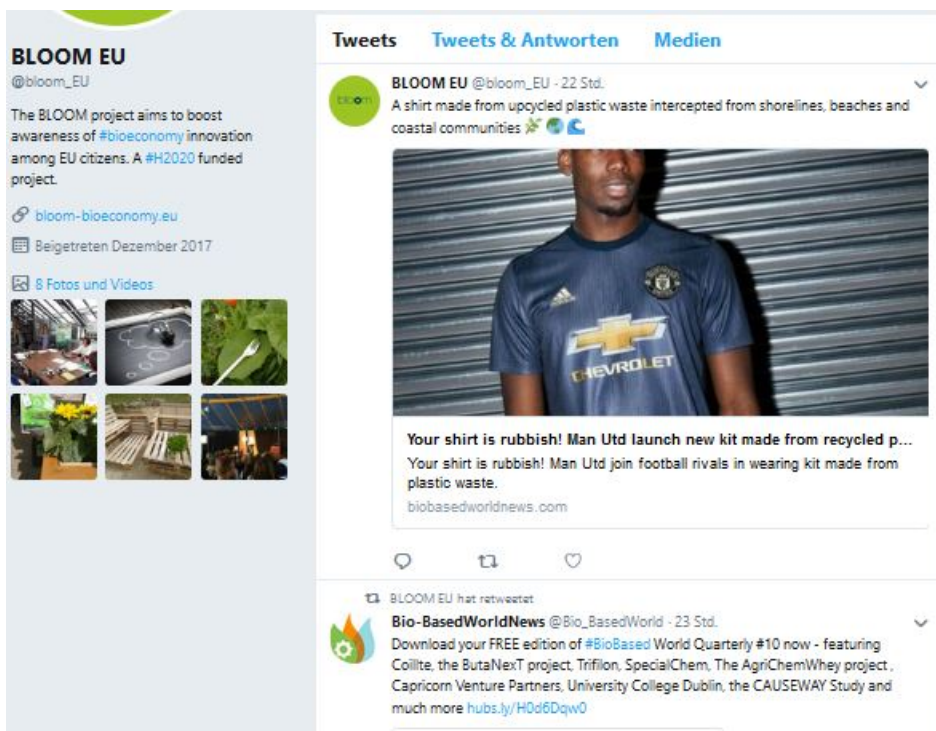 BLOOM EU
@bloom_EU
The BLOOM project aims to boost
awareness of #bioeconomy innovation
among EU citizens. A #H2020 funded
project.
bloom-bioeconomy.eu
Beigetreten Dezember 2017
8 Fotos und Videos
Tweets Tweets & Antworten Medien
bloom
BLOOM EU @bloom_EU · 22 Std.
A shirt made from upcycled plastic waste intercepted from shorelines, beaches and
coastal communities
adidas
CHEVROLET
Your shirt is rubbish! Man Utd launch new kit made from recycled p...
Your shirt is rubbish! Man Utd join football rivals in wearing kit made from
plastic waste.
biobasedworldnews.com
BLOOM EU hat retweetet
Bio-BasedWorldNews @Bio_BasedWorld · 23 Std.
Download your FREE edition of #BioBased World Quarterly #10 now - featuring
Coillte, the ButaNexT project, Trifilon, SpecialChem, The AgriChemWhey project ,
Capricorn Venture Partners, University College Dublin, the CAUSEWAY Study and
much more hubs.ly/H0d6Dqw0